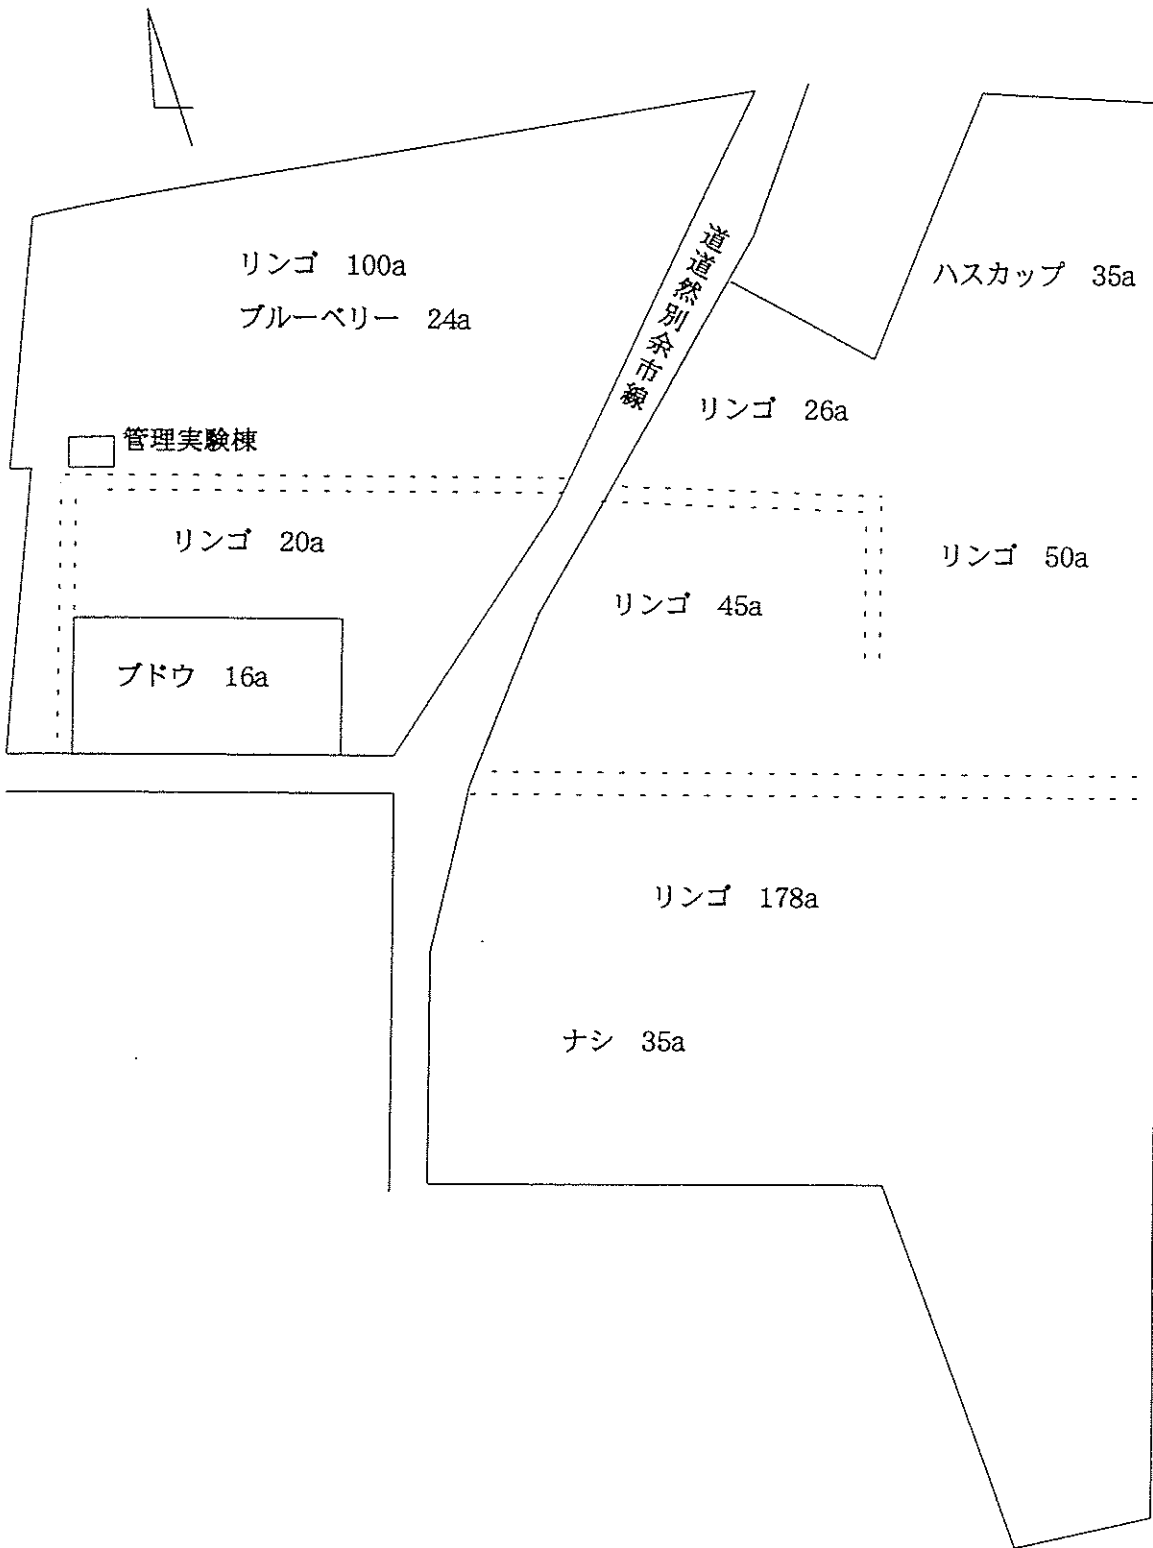 リンゴ 100a
ブルーベリー 24a
道道然別余市線
ハスカップ 35a
リンゴ 26a
管理実験棟
リンゴ 20a
リンゴ 50a
リンゴ 45a
ブドウ 16a
リンゴ 178a
ナシ 35a